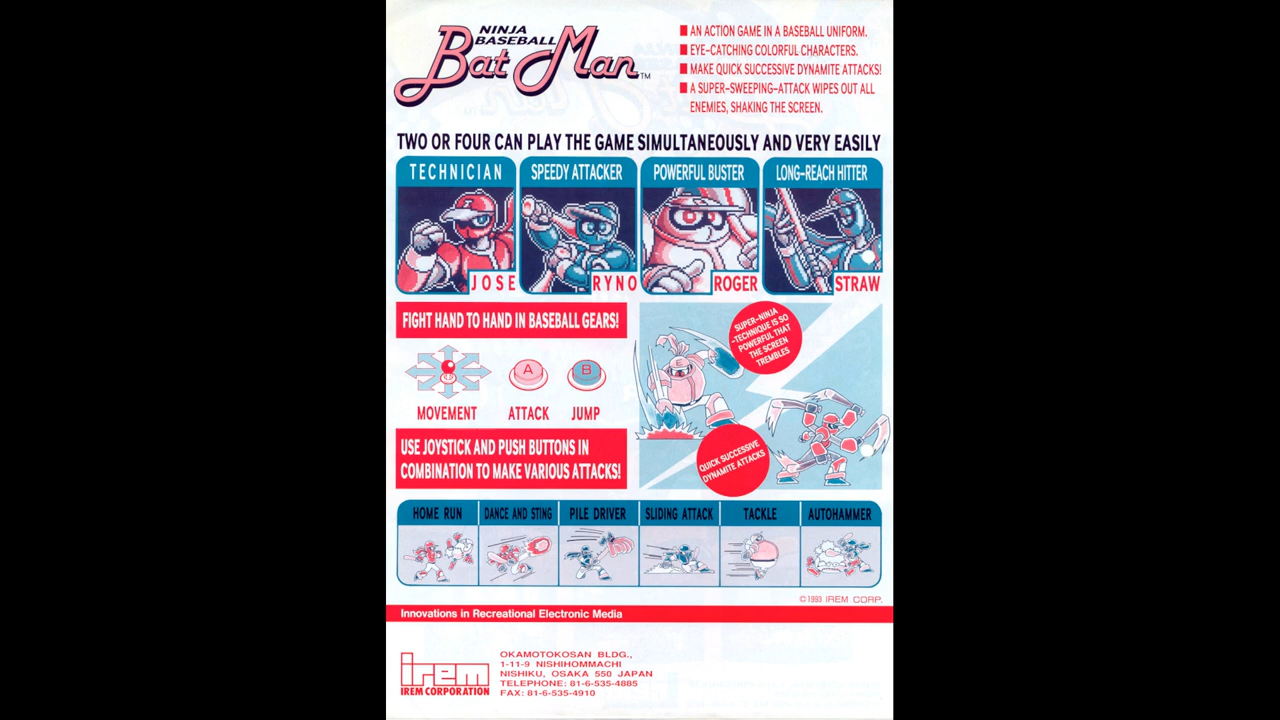 NINJA
BASEBALL
Bat Man™
■ AN ACTION GAME IN A BASEBALL UNIFORM.
■ EYE-CATCHING COLORFUL CHARACTERS.
■ MAKE QUICK SUCCESSIVE DYNAMITE ATTACKS!
■ A SUPER-SWEEPING-ATTACK WIPES OUT ALL
ENEMIES, SHAKING THE SCREEN.
TWO OR FOUR CAN PLAY THE GAME SIMULTANEOUSLY AND VERY EASILY
TECHNICIAN
JOSE
SPEEDY ATTACKER
RYNO
POWERFUL BUSTER
ROGER
LONG-REACH HITTER
STRAW
FIGHT HAND TO HAND IN BASEBALL GEARS!
MOVEMENT
A
ATTACK
B
JUMP
USE JOYSTICK AND PUSH BUTTONS IN
COMBINATION TO MAKE VARIOUS ATTACKS!
SUPER-NINJA
-TECHNIQUE IS SO
POWERFUL THAT
THE SCREEN
TREMBLES
QUICK SUCCESSIVE
DYNAMITE ATTACKS
HOME RUN
DANCE AND STING
PILE DRIVER
SLIDING ATTACK
TACKLE
AUTOHAMMER
©1993 IREM CORP.
Innovations in Recreational Electronic Media
irem
IREM CORPORATION
OKAMOTOKOSAN BLDG.,
1-11-9 NISHIHOMMACHI
NISHIKU, OSAKA 550 JAPAN
TELEPHONE: 81-6-535-4885
FAX: 81-6-535-4910